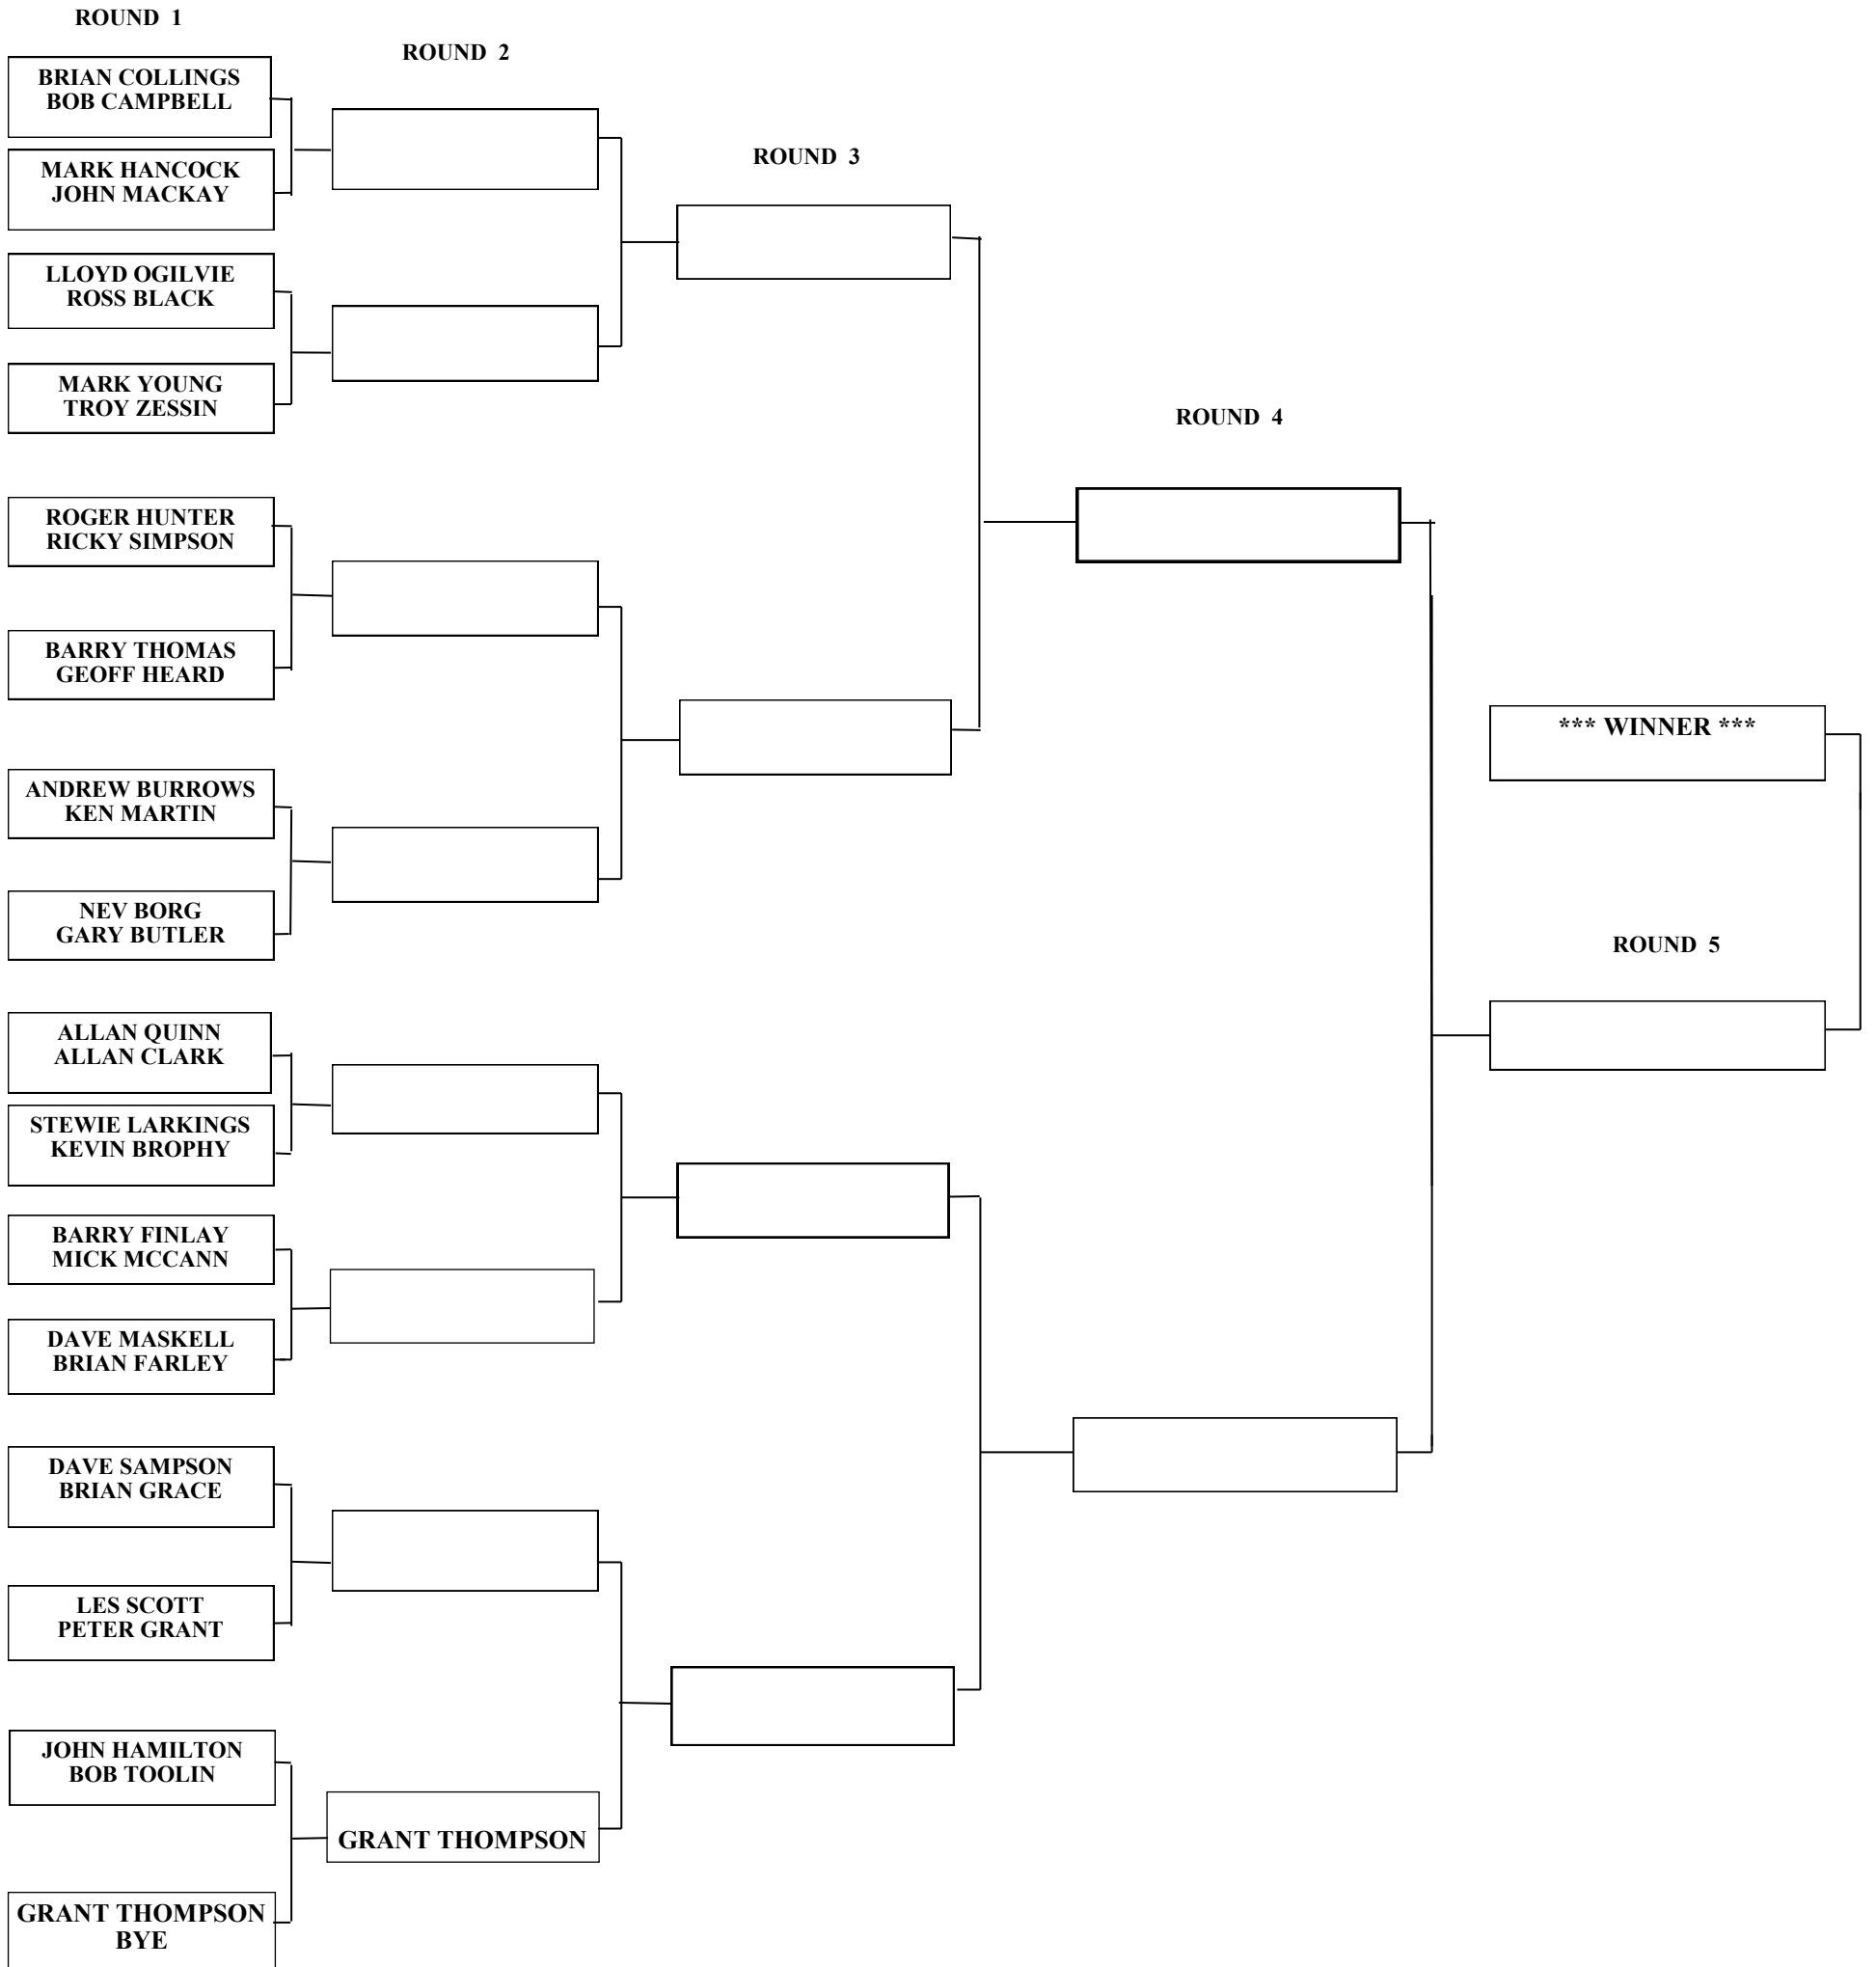 ROUND 1
BRIAN COLLINGS
BOB CAMPBELL
MARK HANCOCK
JOHN MACKAY
LLOYD OGILVIE
ROSS BLACK
MARK YOUNG
TROY ZESSIN
ROGER HUNTER
RICKY SIMPSON
BARRY THOMAS
GEOFF HEARD
ANDREW BURROWS
KEN MARTIN
NEV BORG
GARY BUTLER
ALLAN QUINN
ALLAN CLARK
STEWIE LARKINGS
KEVIN BROPHY
BARRY FINLAY
MICK MCCANN
DAVE MASKELL
BRIAN FARLEY
DAVE SAMPSON
BRIAN GRACE
LES SCOTT
PETER GRANT
JOHN HAMILTON
BOB TOOLIN
GRANT THOMPSON
BYE
ROUND 2
GRANT THOMPSON
ROUND 3
ROUND 4
*** WINNER ***
ROUND 5